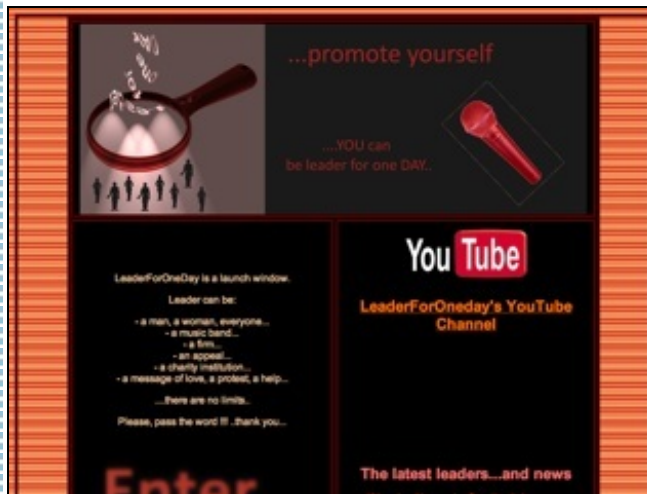 ...promote yourself
....YOU can
be leader for one DAY..
LeaderForOneDay is a launch window.
Leader can be:
- a man, a woman, everyone...
- a music band...
- a firm...
- an appeal...
- a charity institution...
- a message of love, a protest, a help...
...there are no limits..
Please, pass the word !!! ..thank you...
Enter
YouTube
LeaderForOneday's YouTube
Channel
The latest leaders...and news